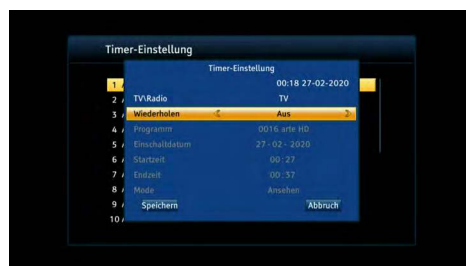 Timer-Einstellung
Timer-Einstellung
00:18 27-02-2020
1 /
2 /
TV\Radio TV
3 /
Wiederholen Aus
4 /
Programm 0016 arte HD
5 /
Einschaltdatum 27 - 02 - 2020
6 /
Startzeit 00:27
7 /
Endzeit 00:37
8 /
Mode Ansehen
9 /
Speichern Abbruch
10 /